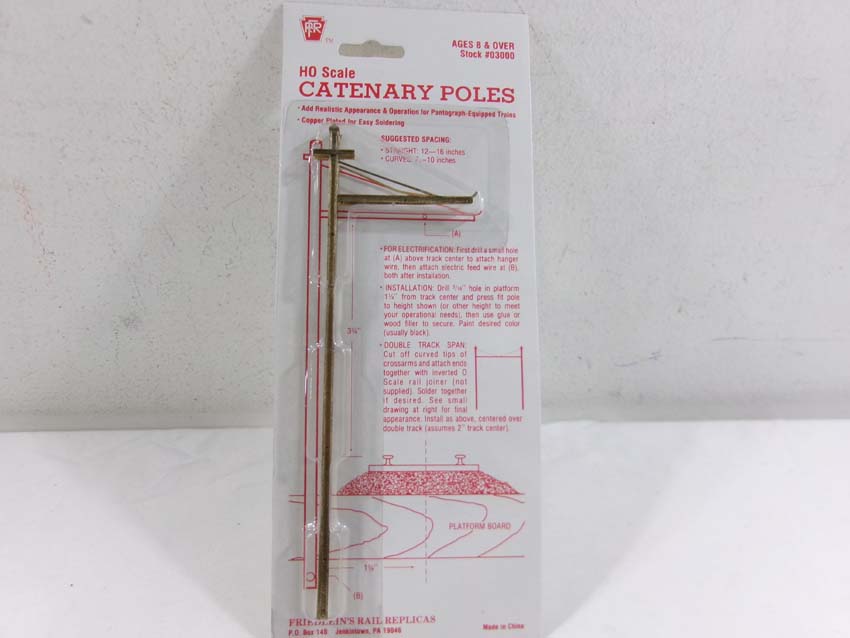 PRR
TM
AGES 8 & OVER
Stock #03000
HO Scale
CATENARY POLES
• Add Realistic Appearance & Operation for Pantograph-Equipped Trains
• Copper Plated for Easy Soldering
SUGGESTED SPACING:
• STRAIGHT: 12—16 inches
• CURVED: 7—10 inches
(A)
• FOR ELECTRIFICATION: First drill a small hole
at (A) above track center to attach hanger
wire, then attach electric feed wire at (B),
both after installation.
• INSTALLATION: Drill hole in platform
from track center and press fit pole
to height shown (or other height to meet
your operational needs), then use glue or
wood filler to secure. Paint desired color
(usually black).
• DOUBLE TRACK SPAN:
Cut off curved tips of
crossarms and attach ends
together with inverted O
Scale rail joiner (not
supplied). Solder together
if desired. See small
drawing at right for final
appearance. Install as above, centered over
double track (assumes 2" track center).
PLATFORM BOARD
(B)
FRIEDLEIN'S RAIL REPLICAS
P.O. Box 148 Jenkintown, PA 19046
Made in China